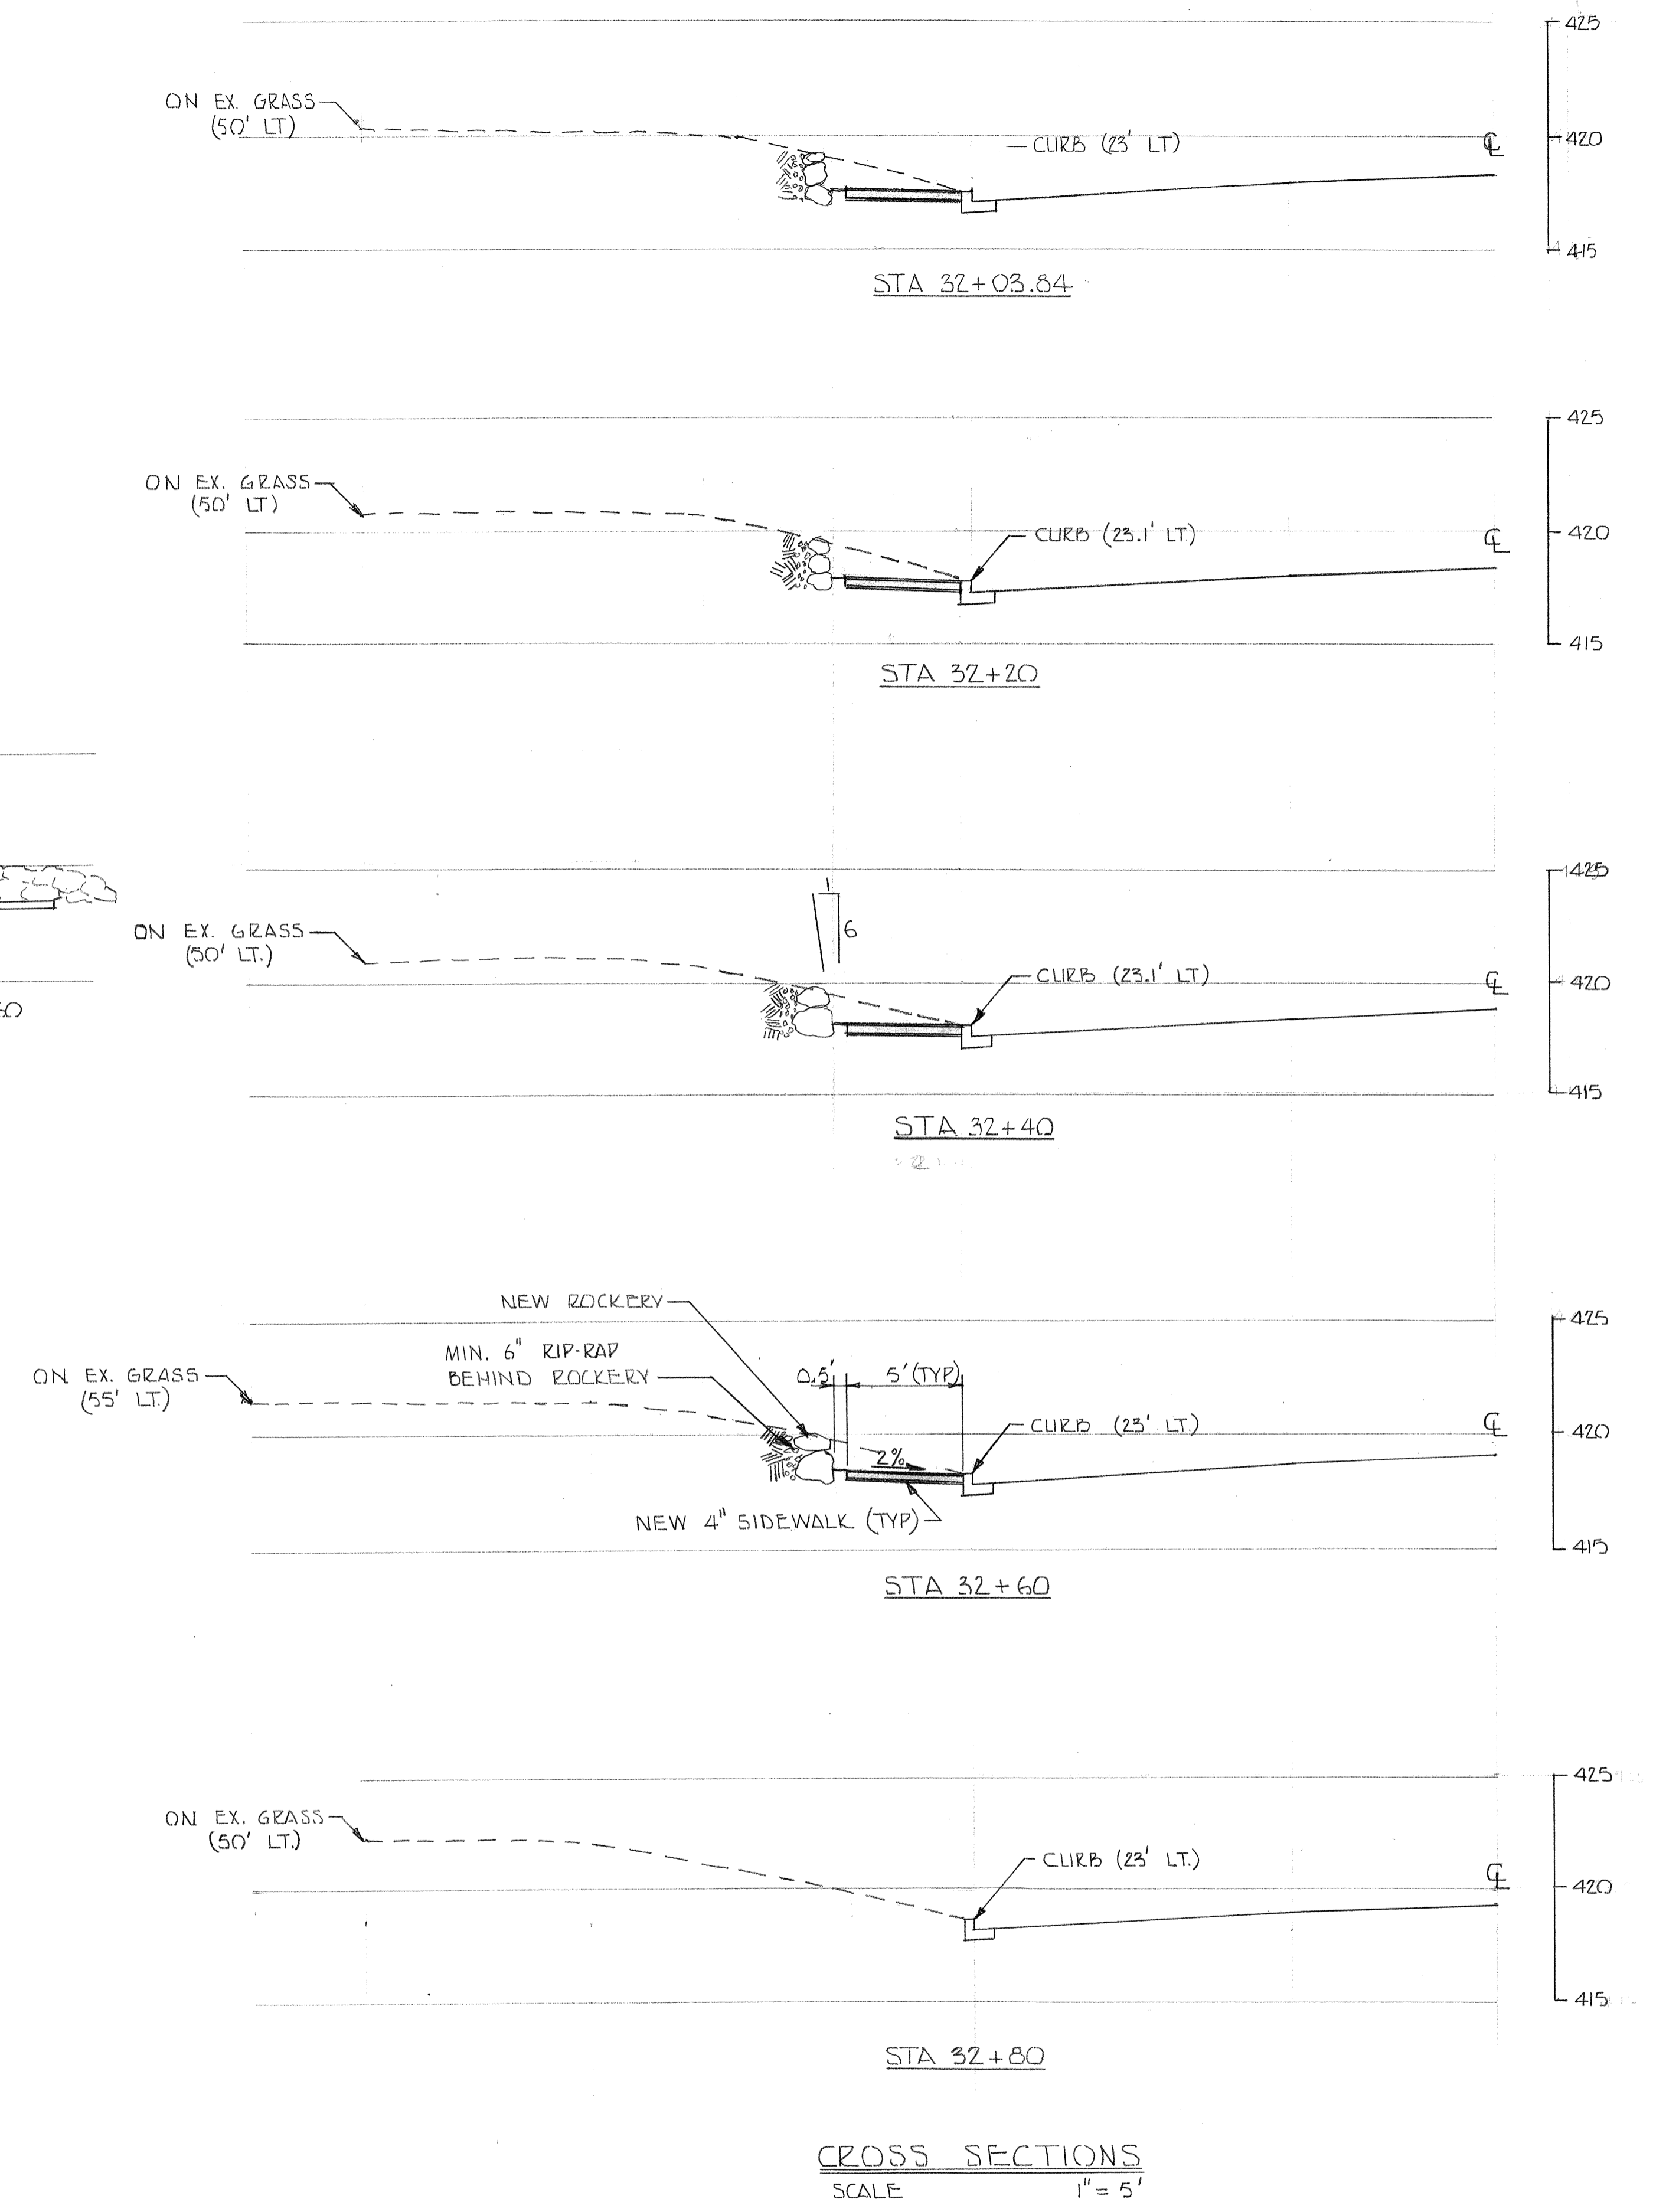 425
ON EX. GRASS
(50' LT)
CURB (23' LT)
℄
420
415
STA 32+03.84
425
ON EX. GRASS
(50' LT)
CURB (23.1' LT.)
℄
420
415
STA 32+20
425
6
ON EX. GRASS
(50' LT.)
CURB (23.1' LT)
℄
420
415
STA 32+40
NEW ROCKERY
425
MIN. 6" RIP-RAP
BEHIND ROCKERY
0.5'
5' (TYP)
ON EX. GRASS
(55' LT.)
CURB (23' LT.)
℄
420
2%
NEW 4" SIDEWALK (TYP)
415
STA 32+60
425
ON EX. GRASS
(50' LT.)
CURB (23' LT.)
℄
420
415
STA 32+80
CROSS SECTIONS
SCALE 1" = 5'